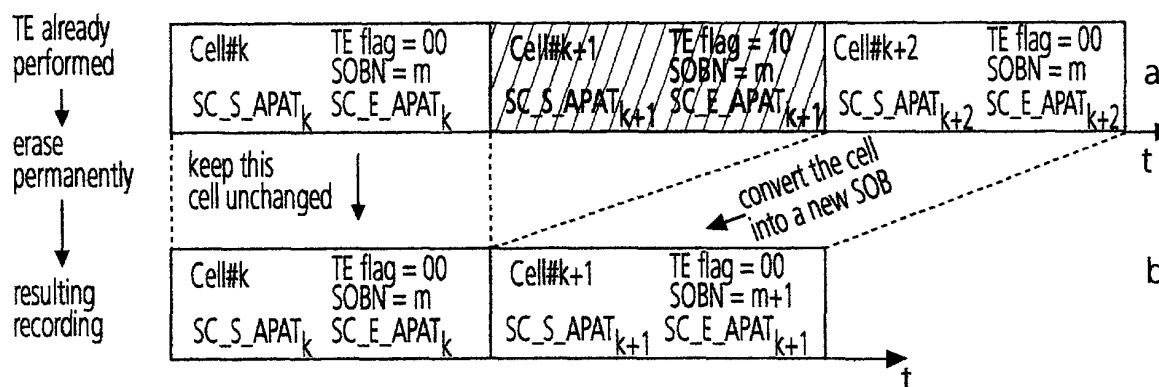 TE already
performed
erase
permanently
resulting
recording
Cell#k TE flag = 00
SOBN = m
SC_S_APATk SC_E_APATk
Cell#k+1 TE flag = 10
SOBN = m
SC_S_APATk+1 SC_E_APATk+1
Cell#k+2 TE flag = 00
SOBN = m
SC_S_APATk+2 SC_E_APATk+2
a
t
keep this
cell unchanged
convert the cell
into a new SOB
Cell#k TE flag = 00
SOBN = m
SC_S_APATk SC_E_APATk
Cell#k+1 TE flag = 00
SOBN = m+1
SC_S_APATk+1 SC_E_APATk+1
b
t